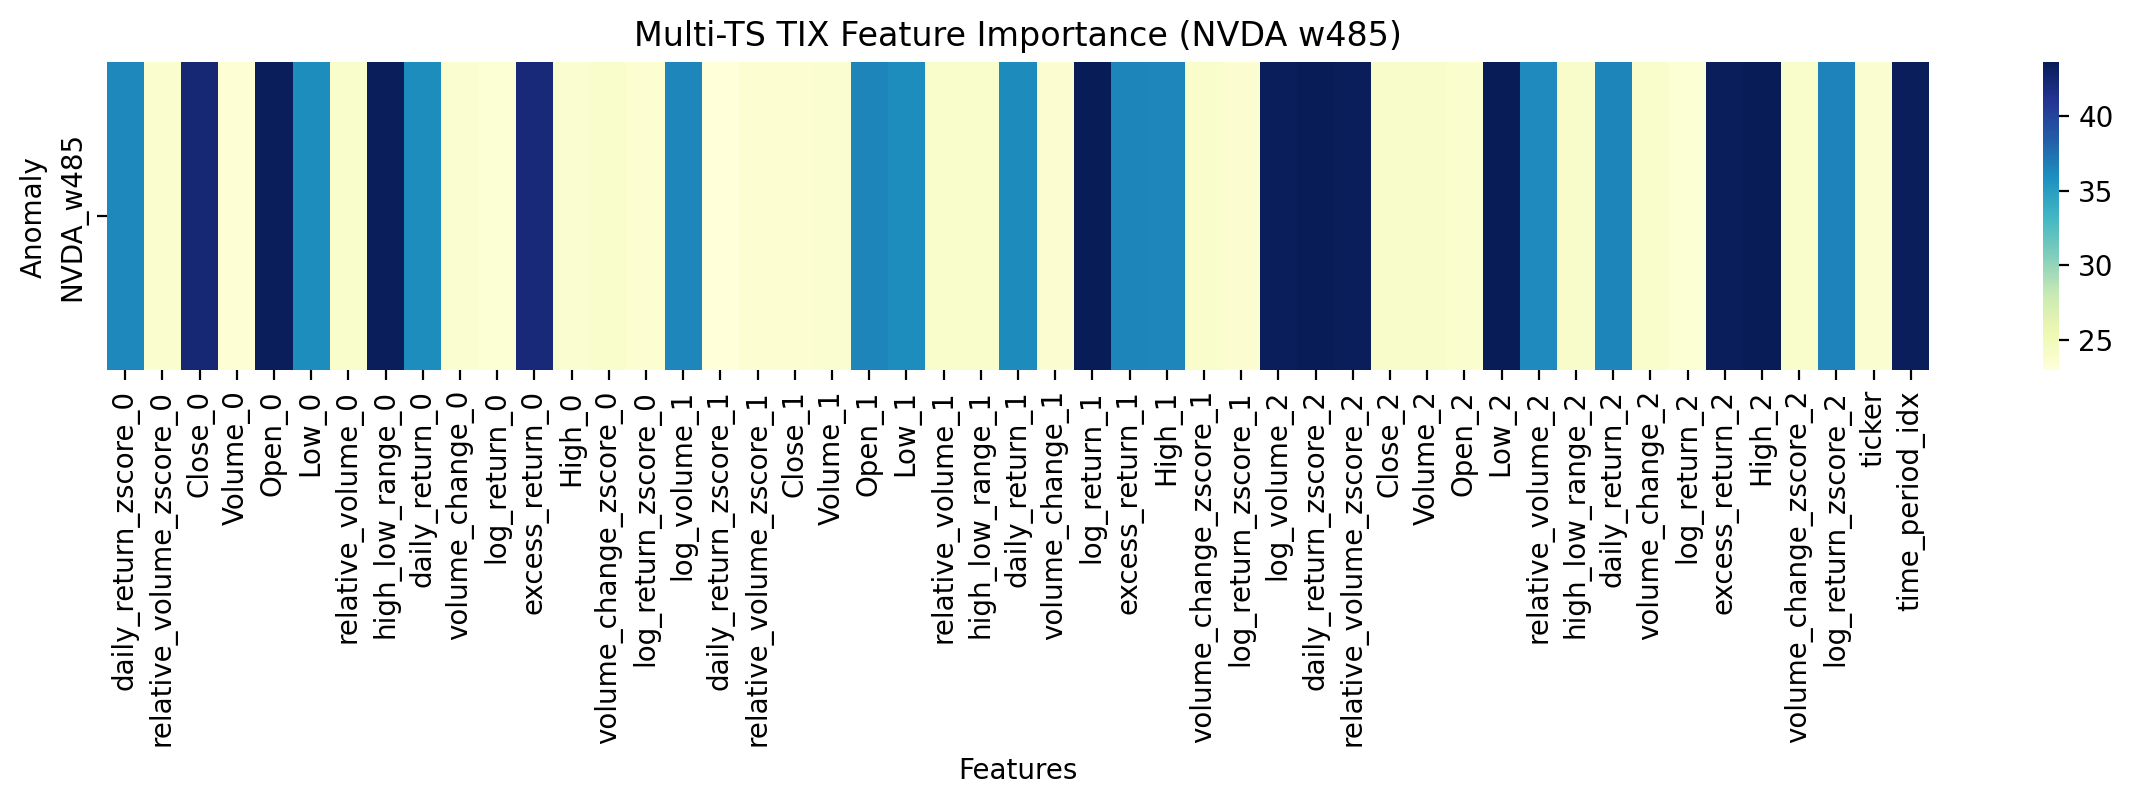 Multi-TS TIX Feature Importance (NVDA w485)
Anomaly
NVDA_w485
40
35
30
25
daily_return_zscore_0
relative_volume_zscore_0
Close_0
Volume_0
Open_0
Low_0
relative_volume_0
high_low_range_0
daily_return_0
volume_change_0
log_return_0
excess_return_0
High_0
volume_change_zscore_0
log_return_zscore_0
log_volume_1
daily_return_zscore_1
relative_volume_zscore_1
Close_1
Volume_1
Open_1
Low_1
relative_volume_1
high_low_range_1
daily_return_1
volume_change_1
log_return_1
excess_return_1
High_1
volume_change_zscore_1
log_return_zscore_1
log_volume_2
daily_return_zscore_2
relative_volume_zscore_2
Close_2
Volume_2
Open_2
Low_2
relative_volume_2
high_low_range_2
daily_return_2
volume_change_2
log_return_2
excess_return_2
High_2
volume_change_zscore_2
log_return_zscore_2
ticker
time_period_idx
Features